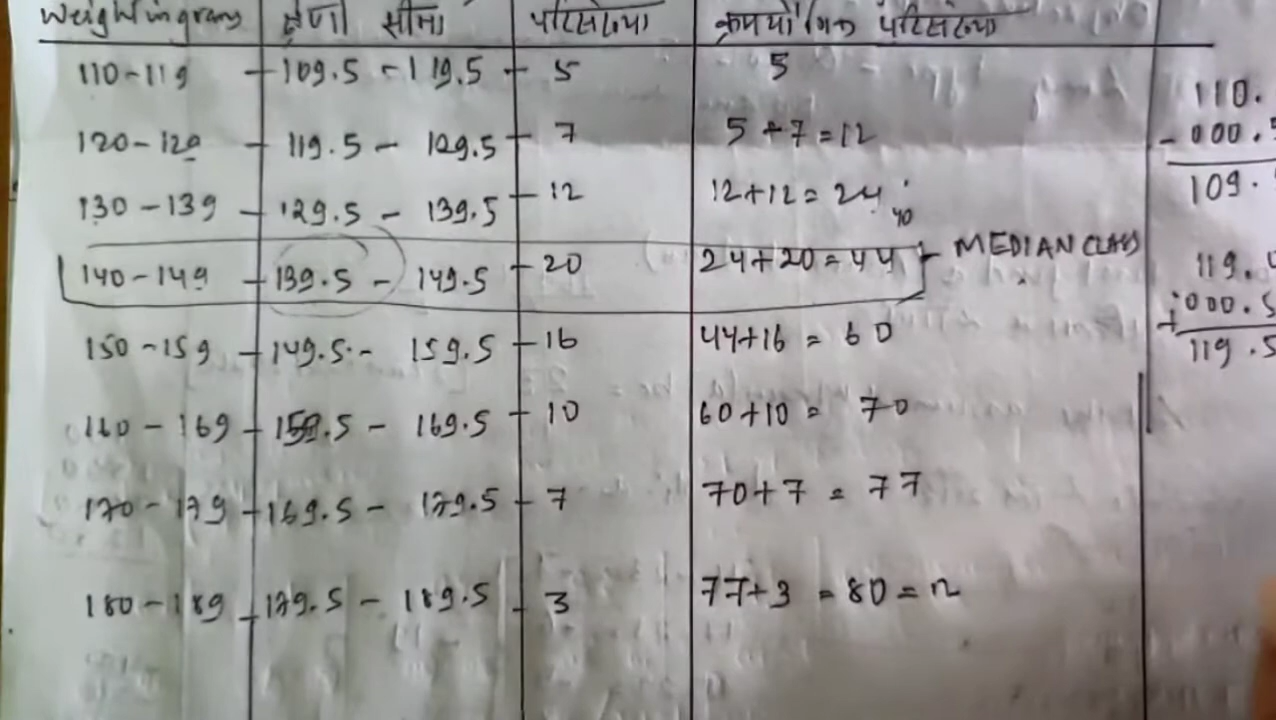 Weight in grams श्रेणी सीमा परिसंख्या क्रमयोगिक परिसंख्या
110-119 109.5 - 119.5 5 5
120-129 119.5 - 129.5 7 5+7=12
130-139 129.5 - 139.5 12 12+12=24
40
140-149 139.5 - 149.5 20 24+20=44 MEDIAN CLASS
150-159 149.5 - 159.5 16 44+16=60
160-169 159.5 - 169.5 10 60+10=70
170-179 169.5 - 179.5 7 70+7=77
180-189 179.5 - 189.5 3 77+3=80=n
110.
- 000.5
109.
119.0
+000.5
119.5